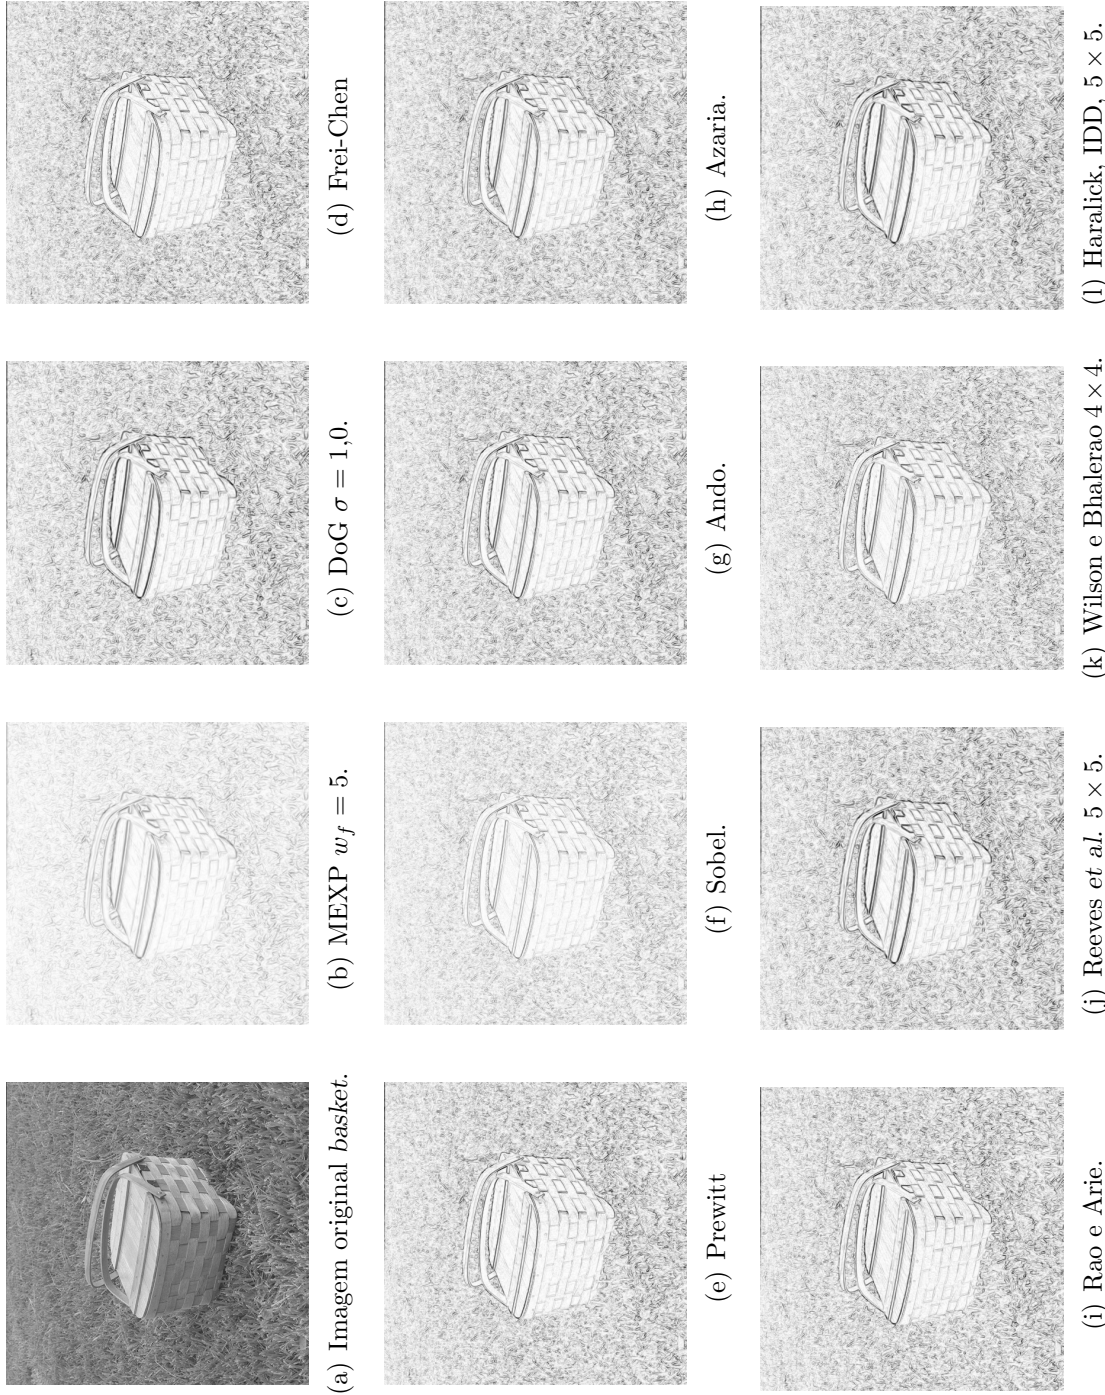 (a) Imagem original basket.
(b) MEXP w_f = 5.
(c) DoG σ = 1,0.
(d) Frei-Chen
(e) Prewitt
(f) Sobel.
(g) Ando.
(h) Azaria.
(i) Rao e Arie.
(j) Reeves et al. 5 × 5.
(k) Wilson e Bhalerao 4 × 4.
(l) Haralick, IDD, 5 × 5.